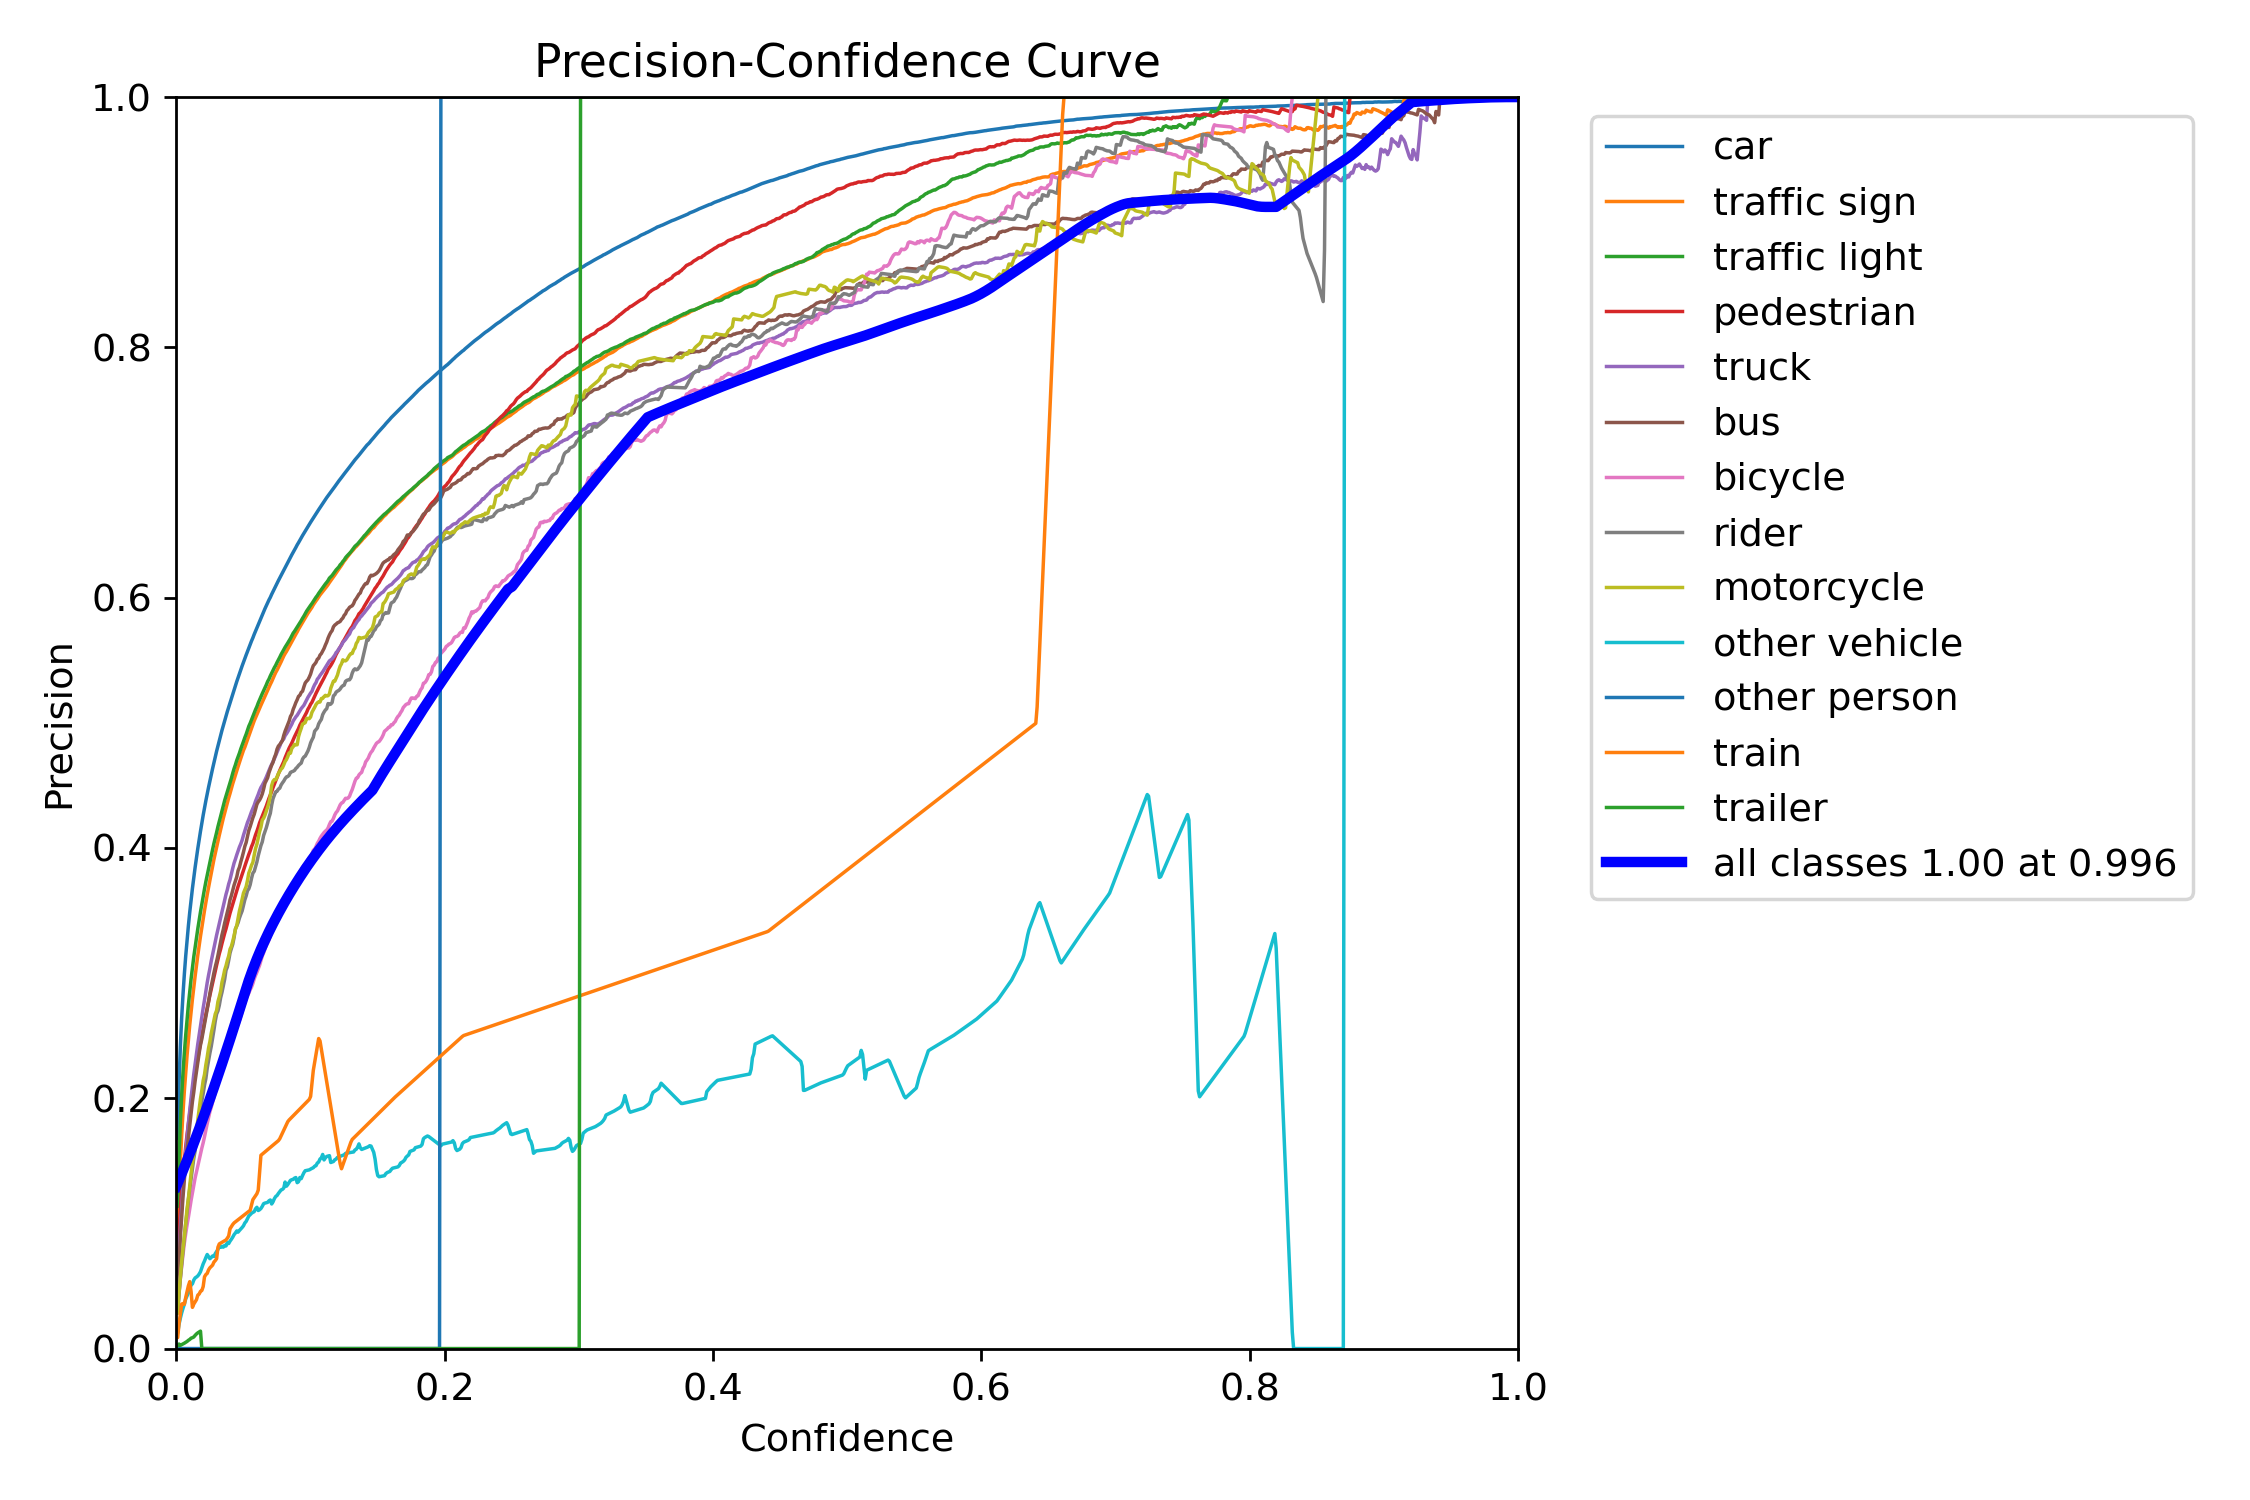 Precision-Confidence Curve
1.0
0.8
0.6
0.4
0.2
0.0
Precision
0.0 0.2 0.4 0.6 0.8 1.0
Confidence
car
traffic sign
traffic light
pedestrian
truck
bus
bicycle
rider
motorcycle
other vehicle
other person
train
trailer
all classes 1.00 at 0.996